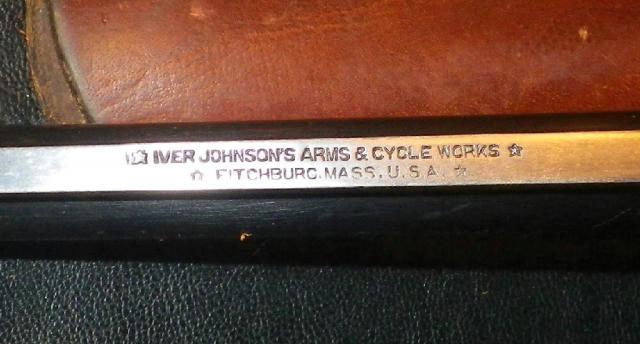 ☆ IVER JOHNSON'S ARMS & CYCLE WORKS ☆
☆ FITCHBURG. MASS. U.S.A. ☆